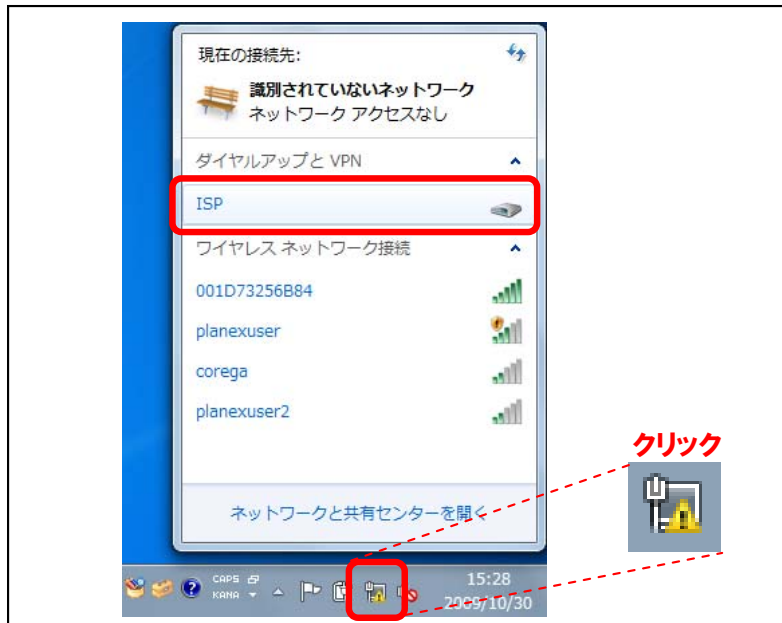 現在の接続先:
識別されていないネットワーク
ネットワーク アクセスなし
ダイヤルアップと VPN
ISP
ワイヤレス ネットワーク接続
001D73256B84
planexuser
corega
planexuser2
クリック
ネットワークと共有センターを開く
CAPS
KANA
15:28
2009/10/30